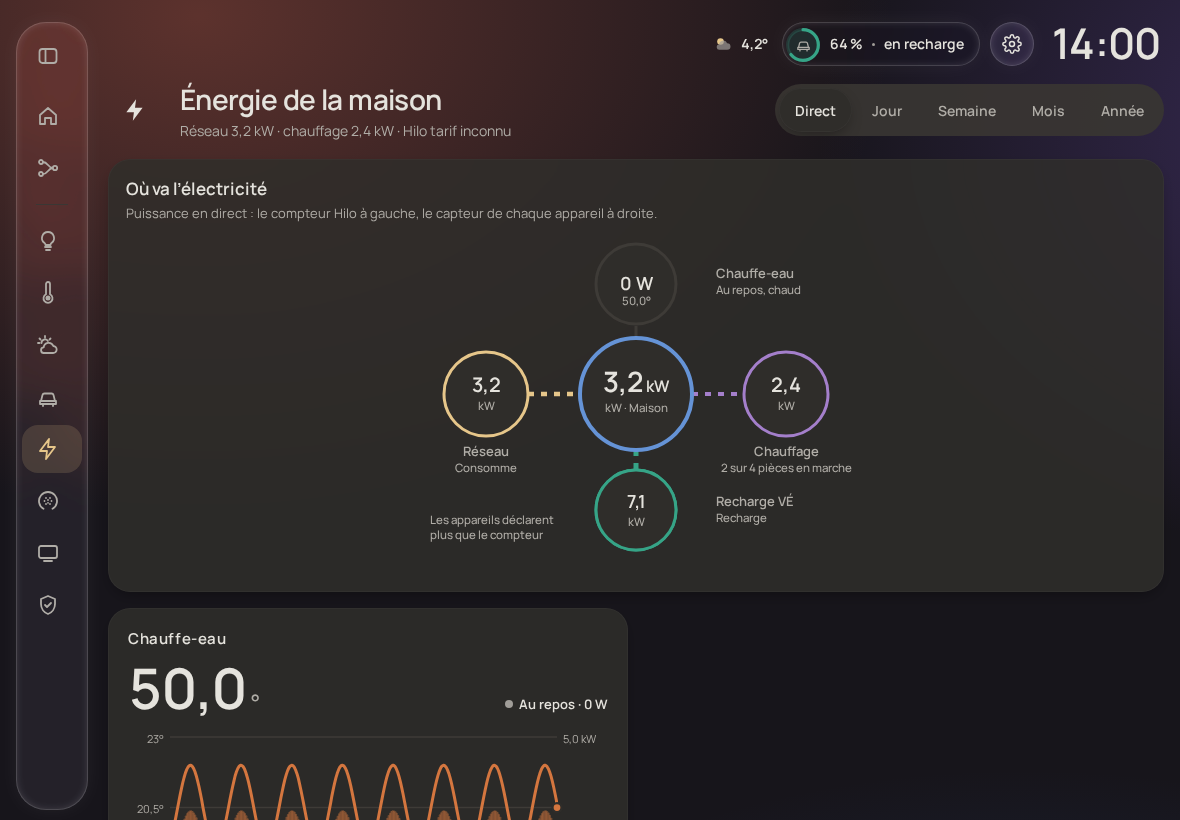 4,2°
64 % • en recharge
14:00
Énergie de la maison
Réseau 3,2 kW · chauffage 2,4 kW · Hilo tarif inconnu
Direct
Jour
Semaine
Mois
Année
Où va l'électricité
Puissance en direct : le compteur Hilo à gauche, le capteur de chaque appareil à droite.
0 W
50,0°
Chauffe-eau
Au repos, chaud
3,2
kW
Réseau
Consomme
3,2 kW
kW · Maison
2,4
kW
Chauffage
2 sur 4 pièces en marche
7,1
kW
Recharge VÉ
Recharge
Les appareils déclarent
plus que le compteur
Chauffe-eau
50,0°
Au repos · 0 W
23°
5,0 kW
20,5°